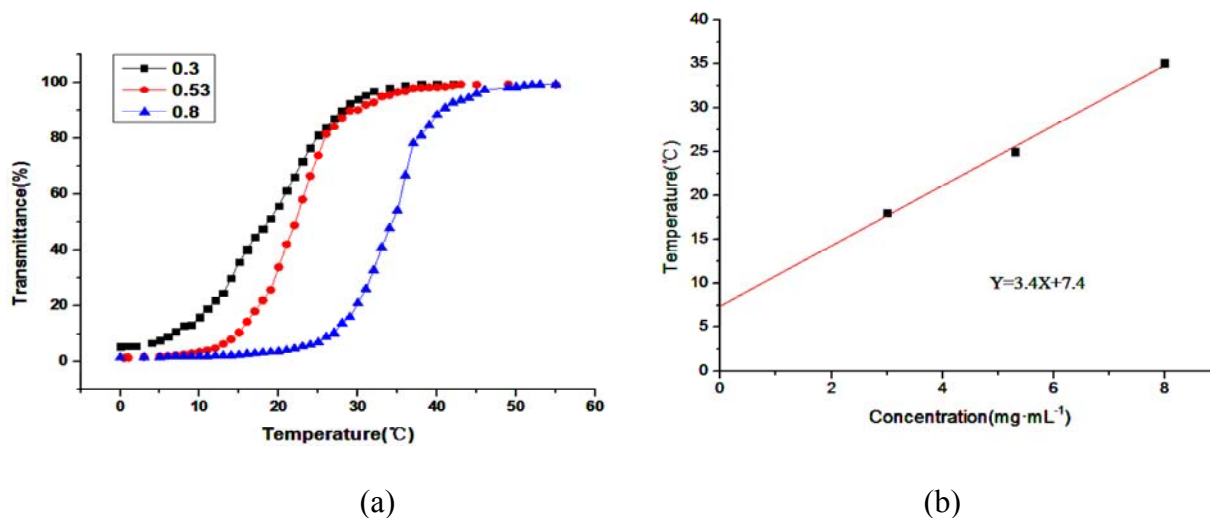 0.3
0.53
0.8
100
80
60
40
20
0
Transmittance(%)
0 10 20 30 40 50 60
Temperature(℃)
(a)
40
35
30
25
20
15
10
5
0
Temperature(℃)
Y=3.4X+7.4
0 2 4 6 8
Concentration(mg·mL⁻¹)
(b)